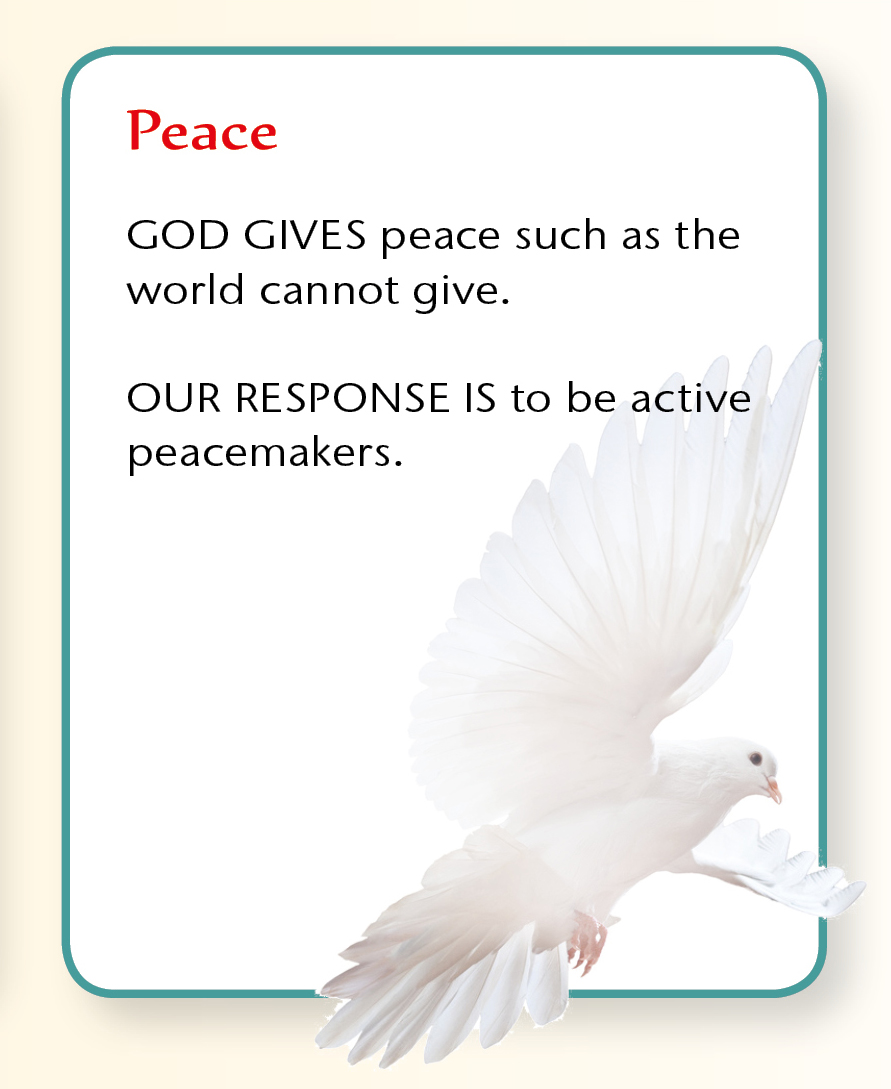 Peace
GOD GIVES peace such as the
world cannot give.
OUR RESPONSE IS to be active
peacemakers.